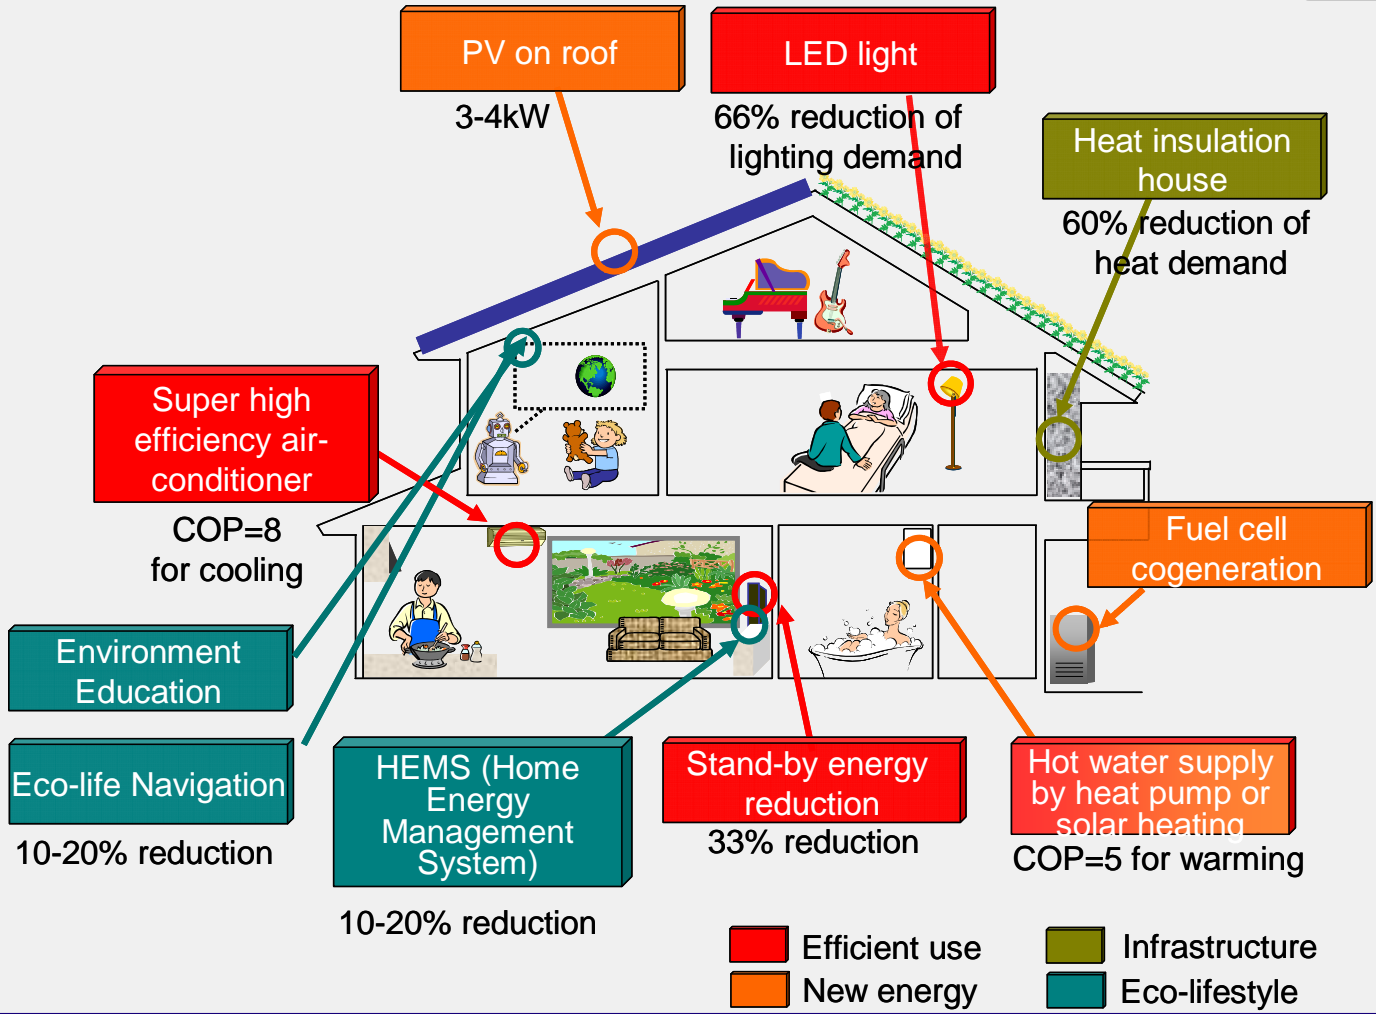 PV on roof
3-4kW
LED light
66% reduction of
lighting demand
Heat insulation
house
60% reduction of
heat demand
Super high
efficiency air-
conditioner
COP=8
for cooling
Fuel cell
cogeneration
Environment
Education
Eco-life Navigation
10-20% reduction
HEMS (Home
Energy
Management
System)
10-20% reduction
Stand-by energy
reduction
33% reduction
Hot water supply
by heat pump or
solar heating
COP=5 for warming
Efficient use
Infrastructure
New energy
Eco-lifestyle